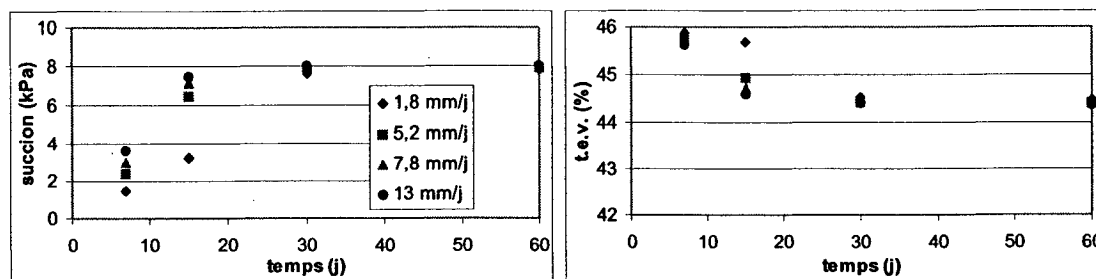 succion (kPa)
10
8
6
4
2
0
0 10 20 30 40 50 60
temps (j)
1,8 mm/j
5,2 mm/j
7,8 mm/j
13 mm/j
t.e.v. (%)
46
45
44
43
42
0 10 20 30 40 50 60
temps (j)